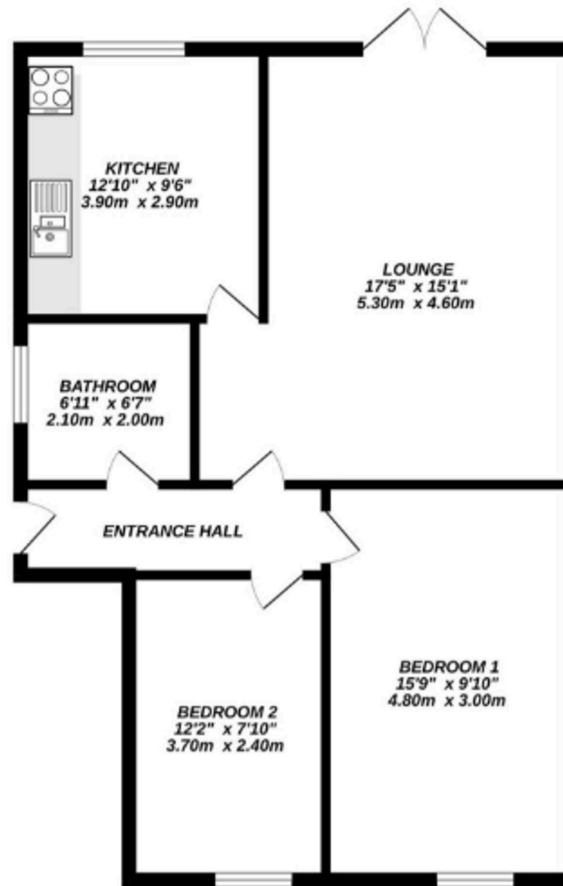 KITCHEN
12'10" x 9'6"
3.90m x 2.90m
LOUNGE
17'5" x 15'1"
5.30m x 4.60m
BATHROOM
6'11" x 6'7"
2.10m x 2.00m
ENTRANCE HALL
BEDROOM 1
15'9" x 9'10"
4.80m x 3.00m
BEDROOM 2
12'2" x 7'10"
3.70m x 2.40m